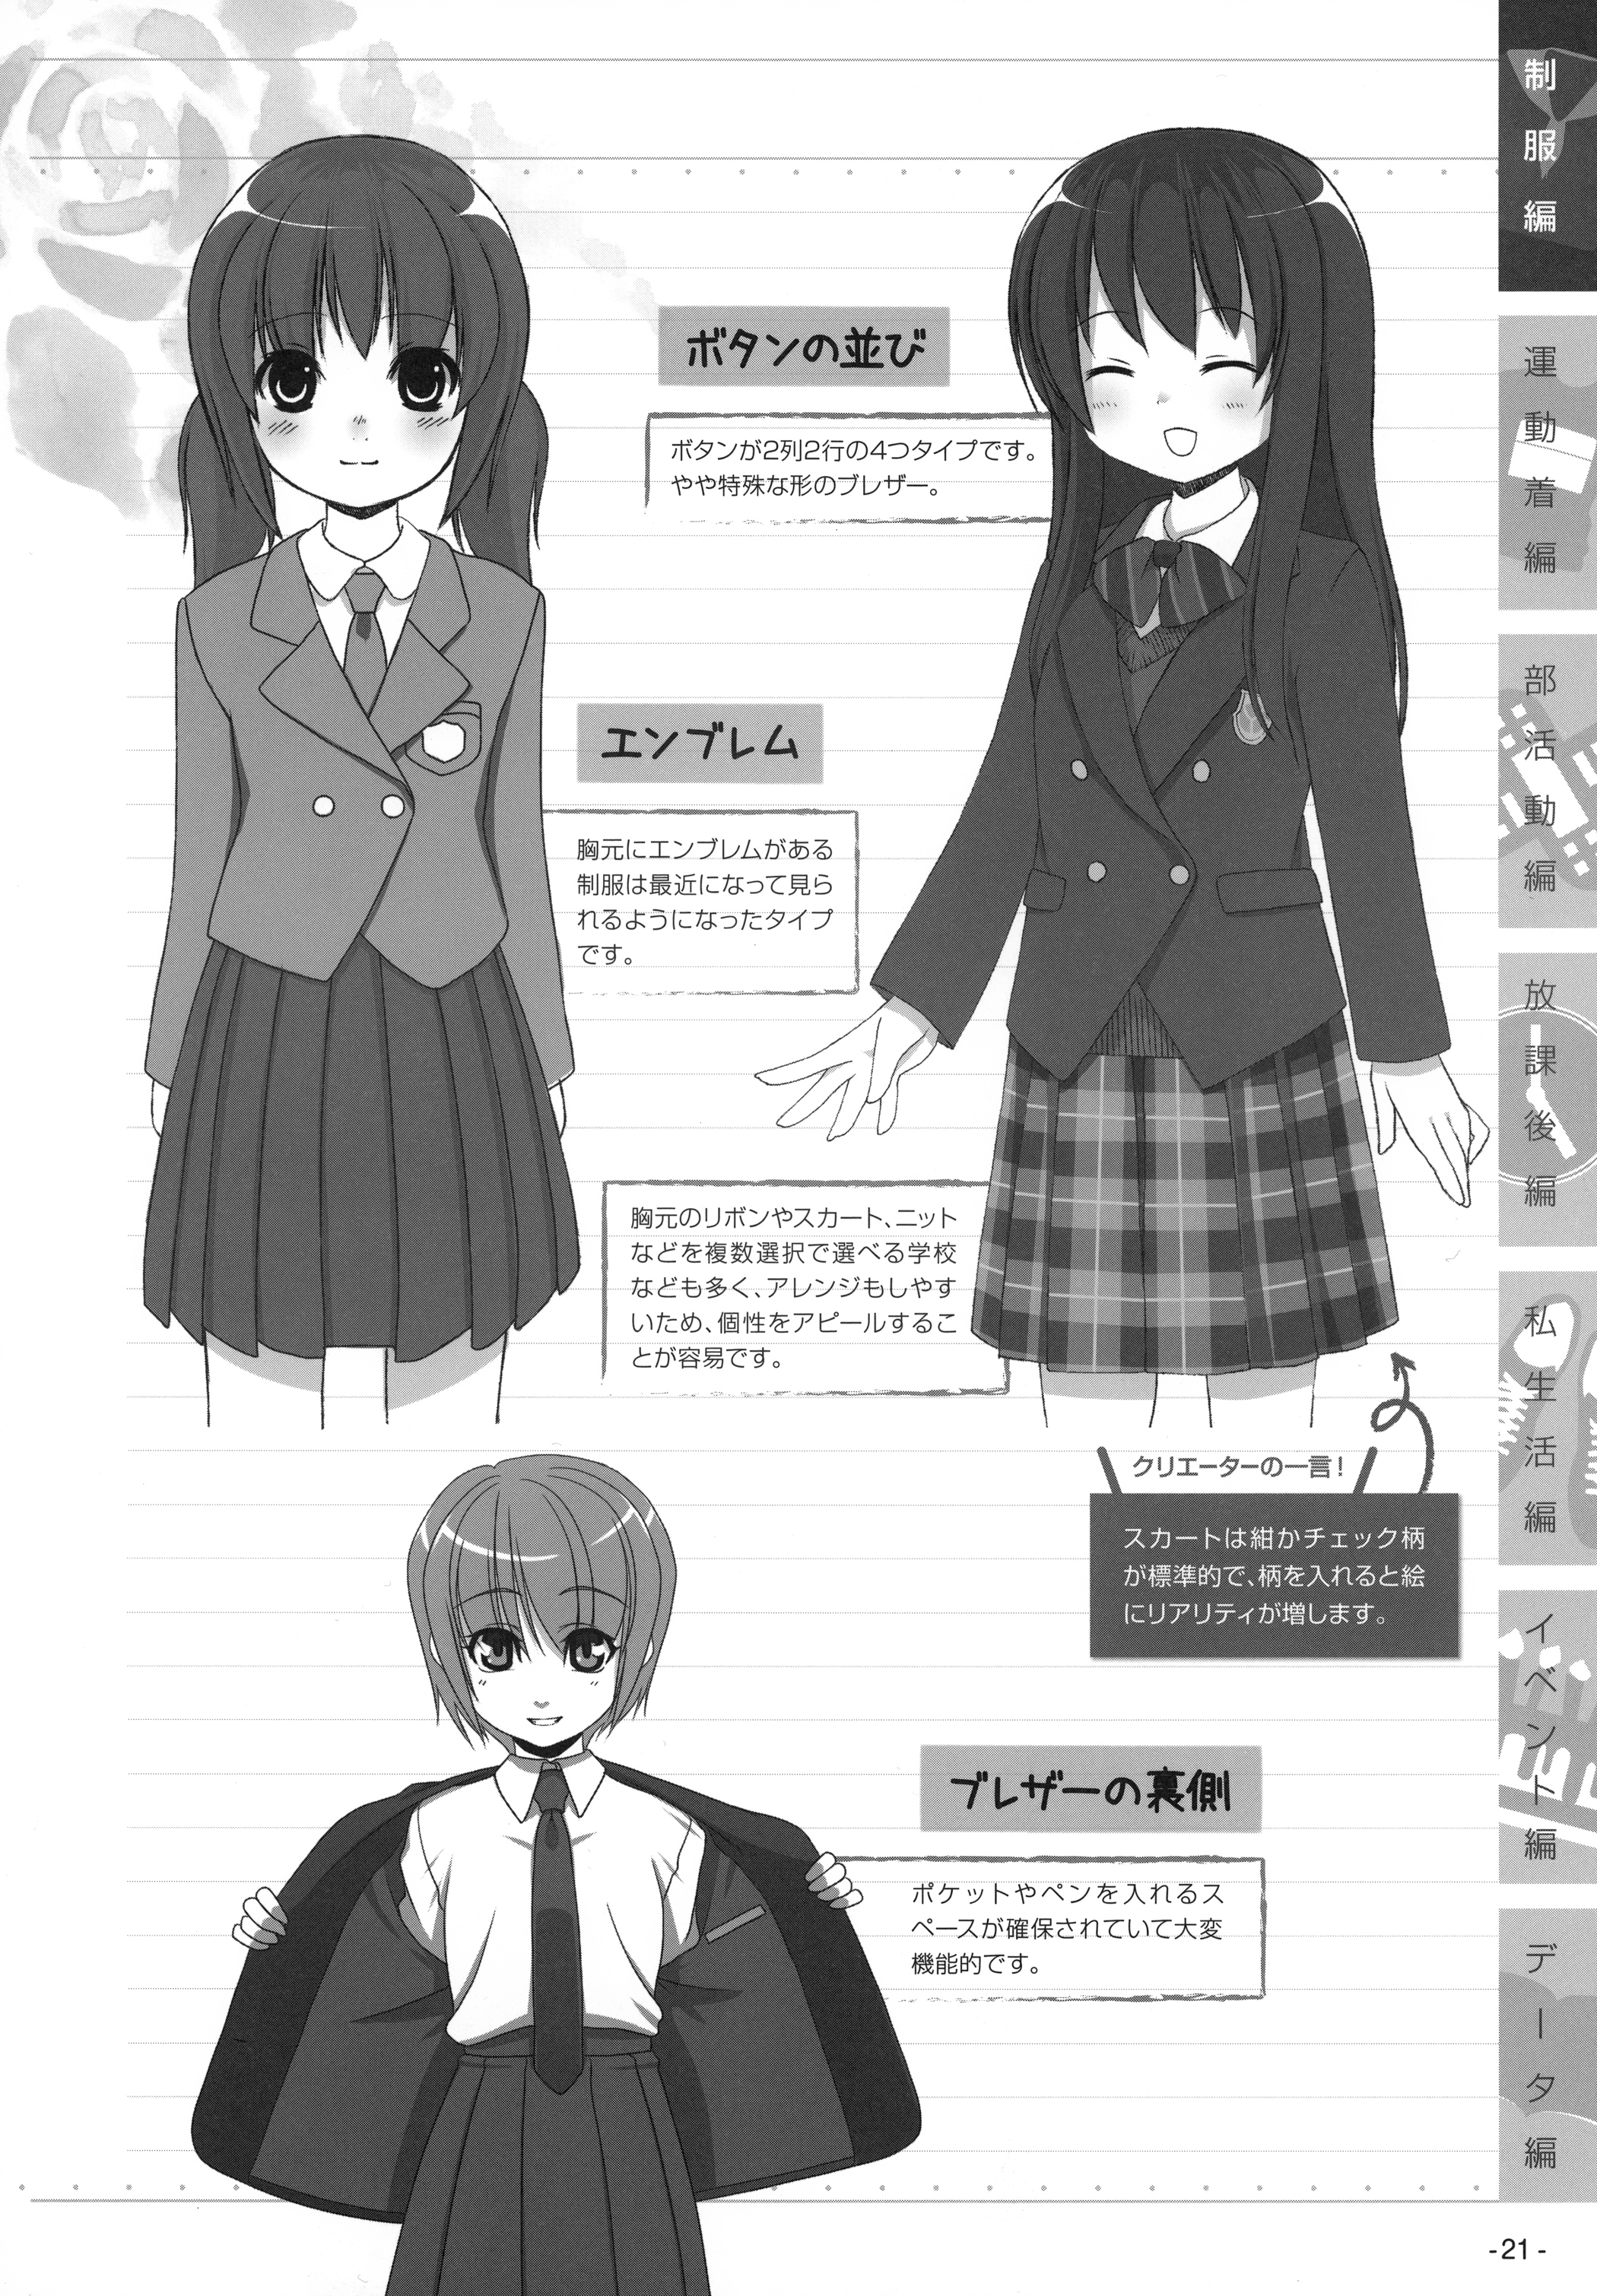 ボタンの並び
ボタンが2列2行の4つタイプです。
やや特殊な形のブレザー。
エンブレム
胸元にエンブレムがある
制服は最近になって見ら
れるようになったタイプ
です。
胸元のリボンやスカート、ニット
などを複数選択で選べる学校
なども多く、アレンジもしやす
いため、個性をアピールするこ
とが容易です。
クリエーターの一言!
スカートは紺かチェック柄
が標準的で、柄を入れると絵
にリアリティが増します。
ブレザーの裏側
ポケットやペンを入れるス
ペースが確保されていて大変
機能的です。
制服編
運動着編
部活動編
放課後編
私生活編
イベント編
データ編
-21-